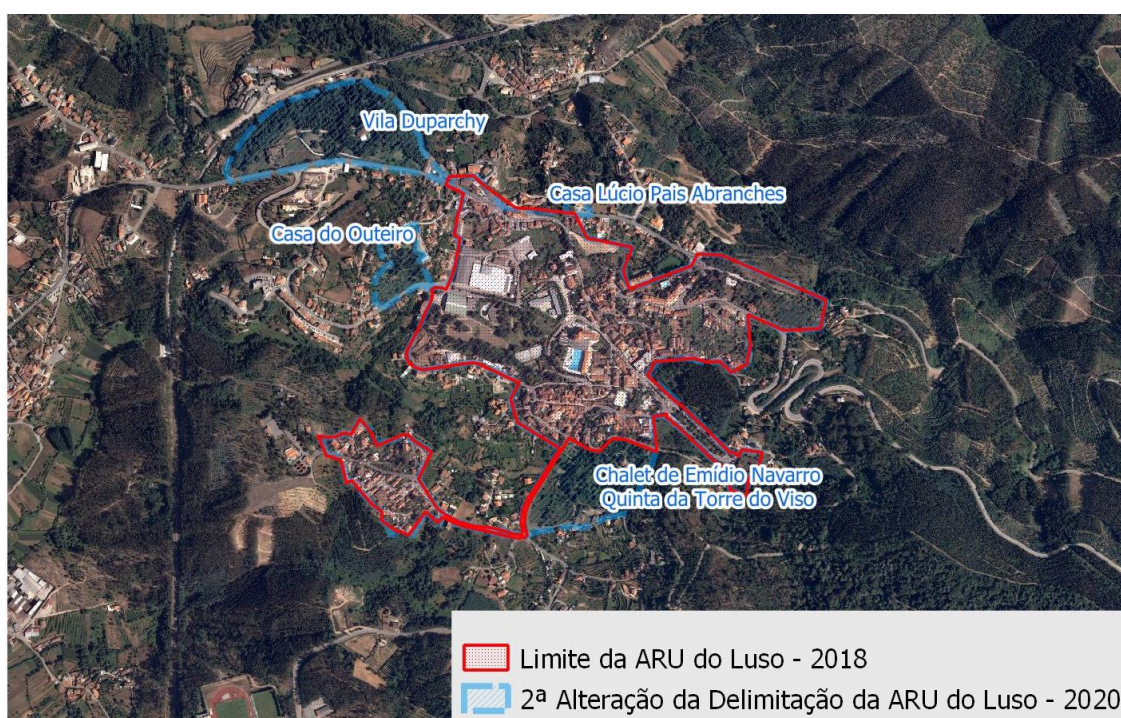 Vila Duparchy
Casa Lúcio Pais Abranches
Casa do Outeiro
Chalet de Emídio Navarro
Quinta da Torre do Viso
Limite da ARU do Luso - 2018
2ª Alteração da Delimitação da ARU do Luso - 2020